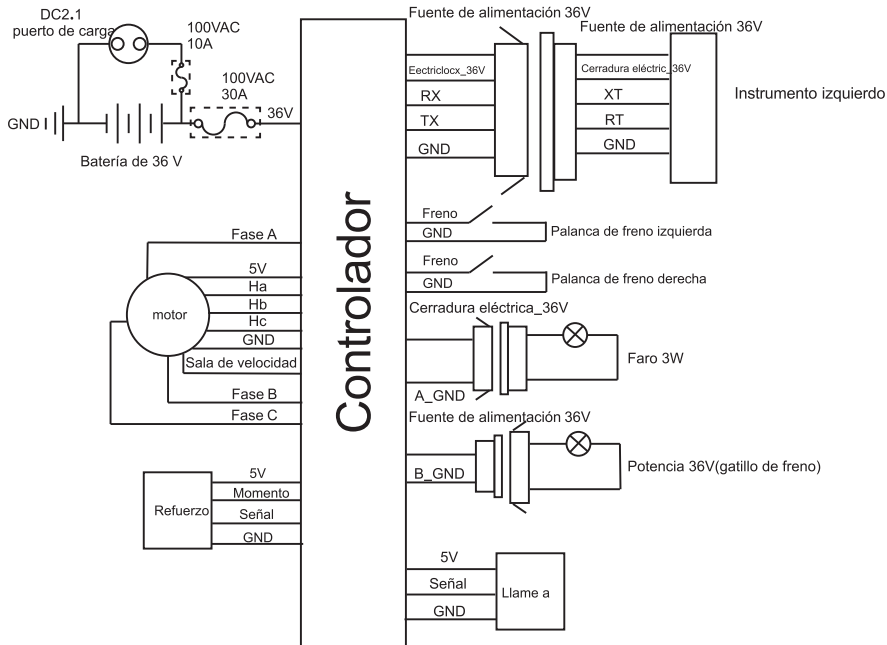 DC2.1
puerto de carga
100VAC
10A
100VAC
30A
36V
GND
Batería de 36 V
Fase A
5V
Ha
Hb
Hc
GND
Sala de velocidad
Fase B
Fase C
motor
Refuerzo
5V
Momento
Señal
GND
Controlador
Fuente de alimentación 36V
Eectriclocx_36V
RX
TX
GND
Fuente de alimentación 36V
Cerradura eléctric_36V
XT
RT
GND
Instrumento izquierdo
Freno
GND
Palanca de freno izquierda
Freno
GND
Palanca de freno derecha
Cerradura eléctrica_36V
A_GND
Faro 3W
Fuente de alimentación 36V
B_GND
Potencia 36V(gatillo de freno)
5V
Señal
GND
Llame a